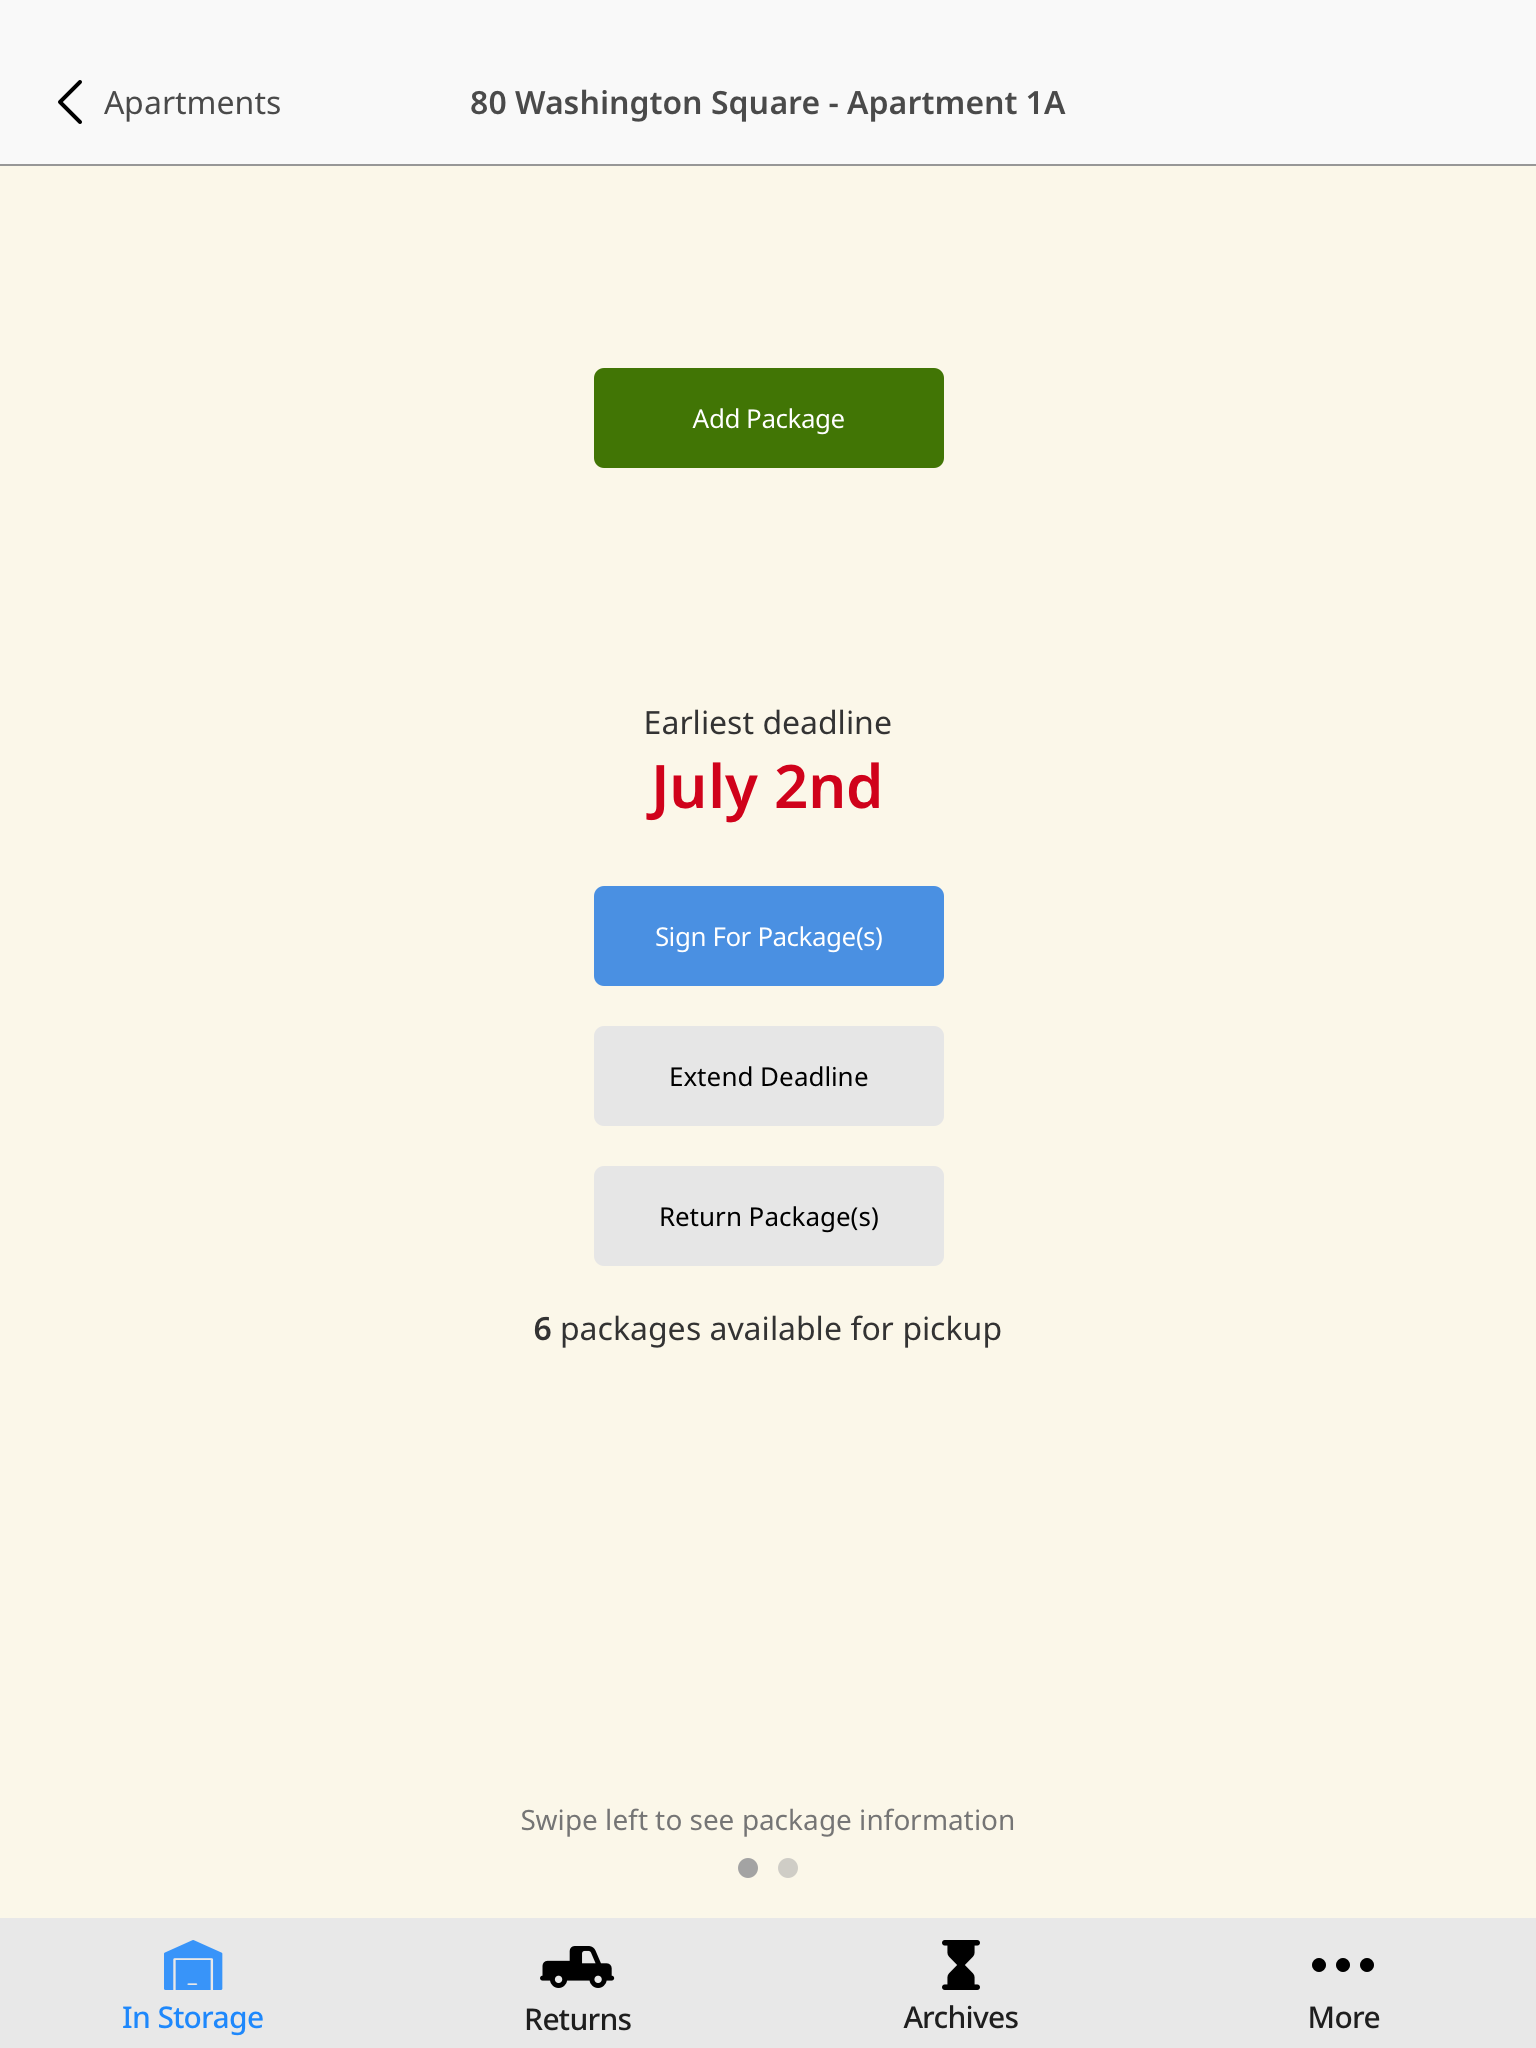 Apartments
80 Washington Square - Apartment 1A
Add Package
Earliest deadline
July 2nd
Sign For Package(s)
Extend Deadline
Return Package(s)
6 packages available for pickup
Swipe left to see package information
In Storage
Returns
Archives
More